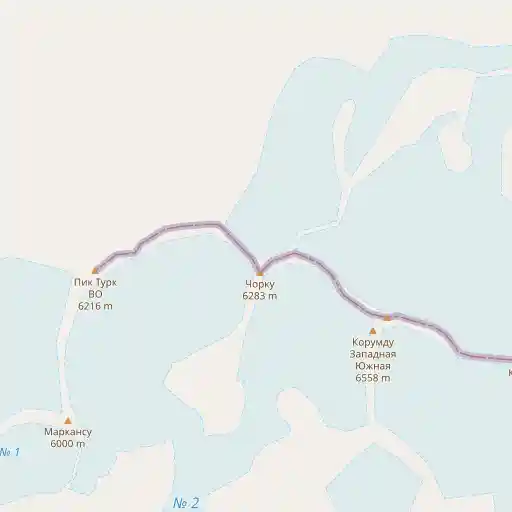 Пик Турк
ВО
6216 m
Чорку
6283 m
Корумду
Западная
Южная
6558 m
Маркансу
6000 m
№ 1
№ 2